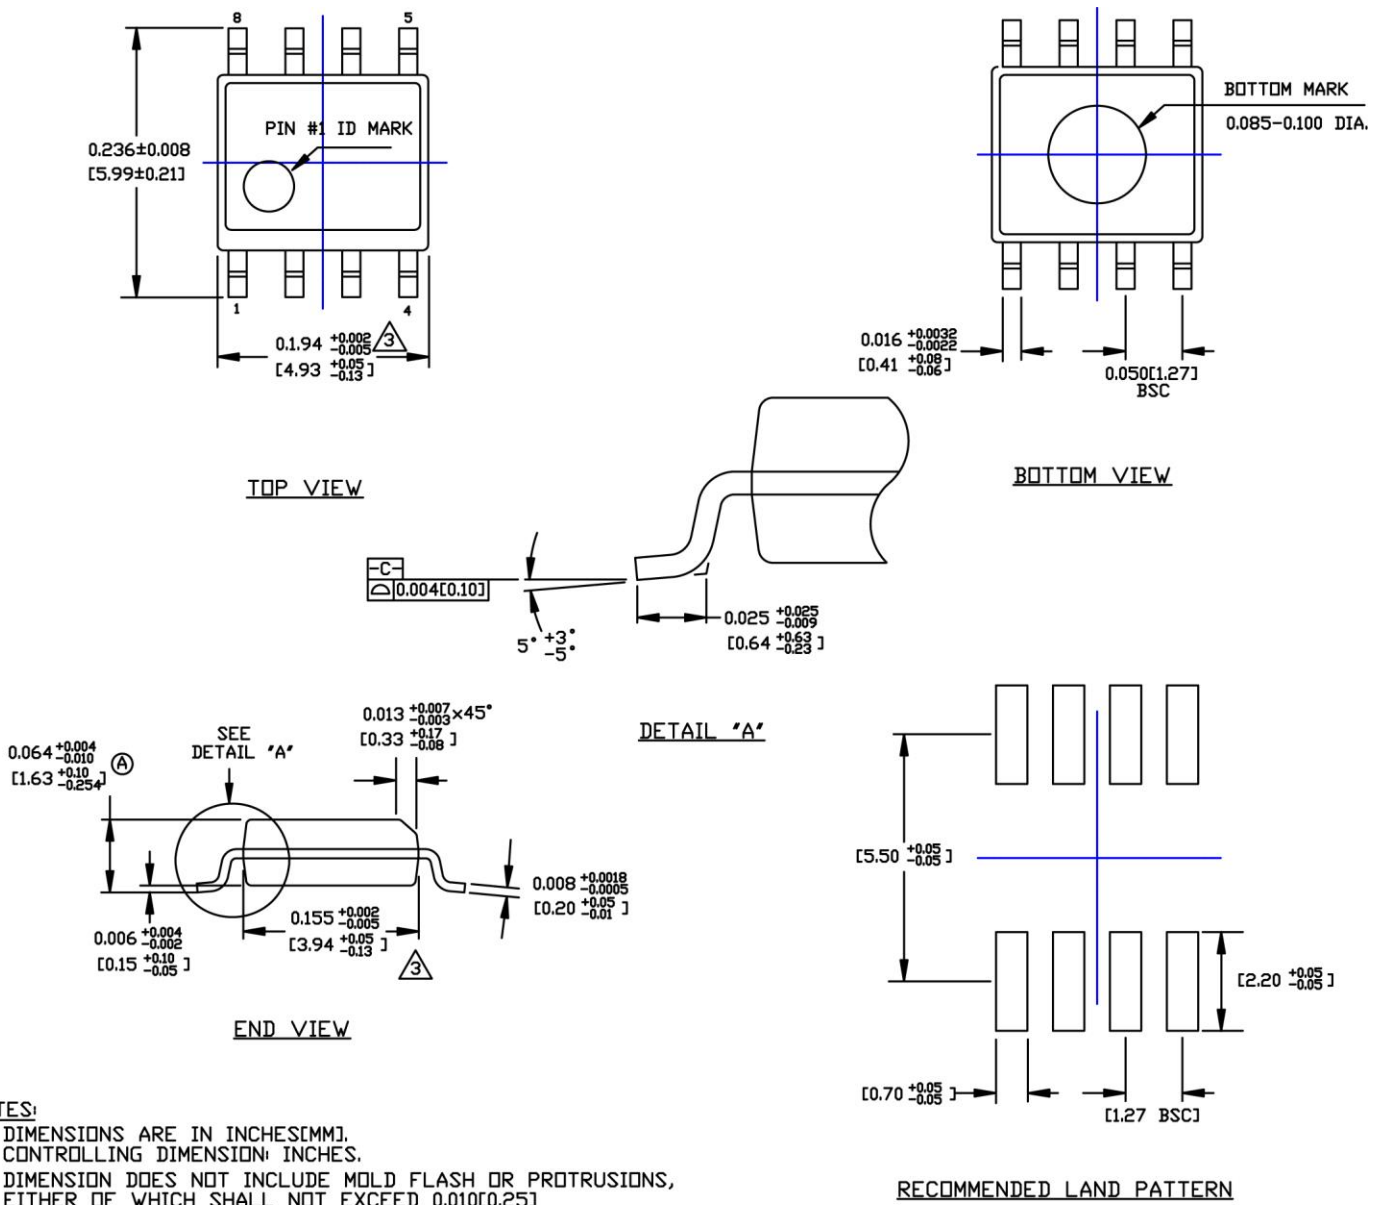 8
5
PIN #1 ID MARK
0.236±0.008
[5.99±0.21]
1
4
0.1.94 +0.002 -0.005 3
[4.93 +0.05 -0.13 ]
TOP VIEW
BOTTOM MARK
0.085-0.100 DIA.
0.016 +0.0032 -0.0022
[0.41 +0.08 -0.06 ]
0.050[1.27]
BSC
BOTTOM VIEW
-C-
⌓ 0.004[0.10]
5° +3° -5°
0.025 +0.025 -0.009
[0.64 +0.63 -0.23 ]
DETAIL "A"
SEE
DETAIL "A"
0.064 +0.004 -0.010 A
[1.63 +0.10 -0.254 ]
0.013 +0.007 -0.003 ×45°
[0.33 +0.17 -0.08 ]
0.008 +0.0018 -0.0005
[0.20 +0.05 -0.01 ]
0.006 +0.004 -0.002
[0.15 +0.10 -0.05 ]
0.155 +0.002 -0.005
[3.94 +0.05 -0.13 ]
3
END VIEW
[5.50 +0.05 -0.05 ]
[2.20 +0.05 -0.05 ]
[0.70 +0.05 -0.05 ]
[1.27 BSC]
RECOMMENDED LAND PATTERN
TES:
DIMENSIONS ARE IN INCHES[MM].
CONTROLLING DIMENSION: INCHES.
DIMENSION DOES NOT INCLUDE MOLD FLASH OR PROTRUSIONS,
EITHER OF WHICH SHALL NOT EXCEED 0.010[0.25]